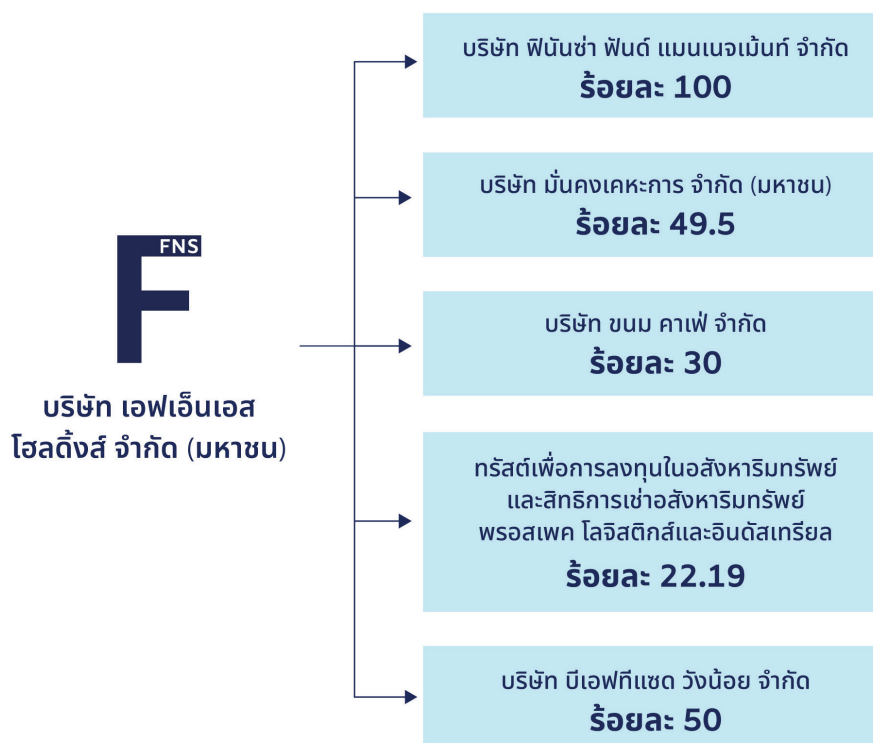 FNS
F
บริษัท เอฟเอ็นเอส
โฮลดิ้งส์ จำกัด (มหาชน)
บริษัท ฟินันซ่า ฟันด์ แมนเนจเม้นท์ จำกัด
ร้อยละ 100
บริษัท มั่นคงเคหะการ จำกัด (มหาชน)
ร้อยละ 49.5
บริษัท ขนม คาเฟ่ จำกัด
ร้อยละ 30
ทรัสต์เพื่อการลงทุนในอสังหาริมทรัพย์
และสิทธิการเช่าอสังหาริมทรัพย์
พรอสเพค โลจิสติกส์และอินดัสเทรียล
ร้อยละ 22.19
บริษัท บีเอฟทีแซด วังน้อย จำกัด
ร้อยละ 50